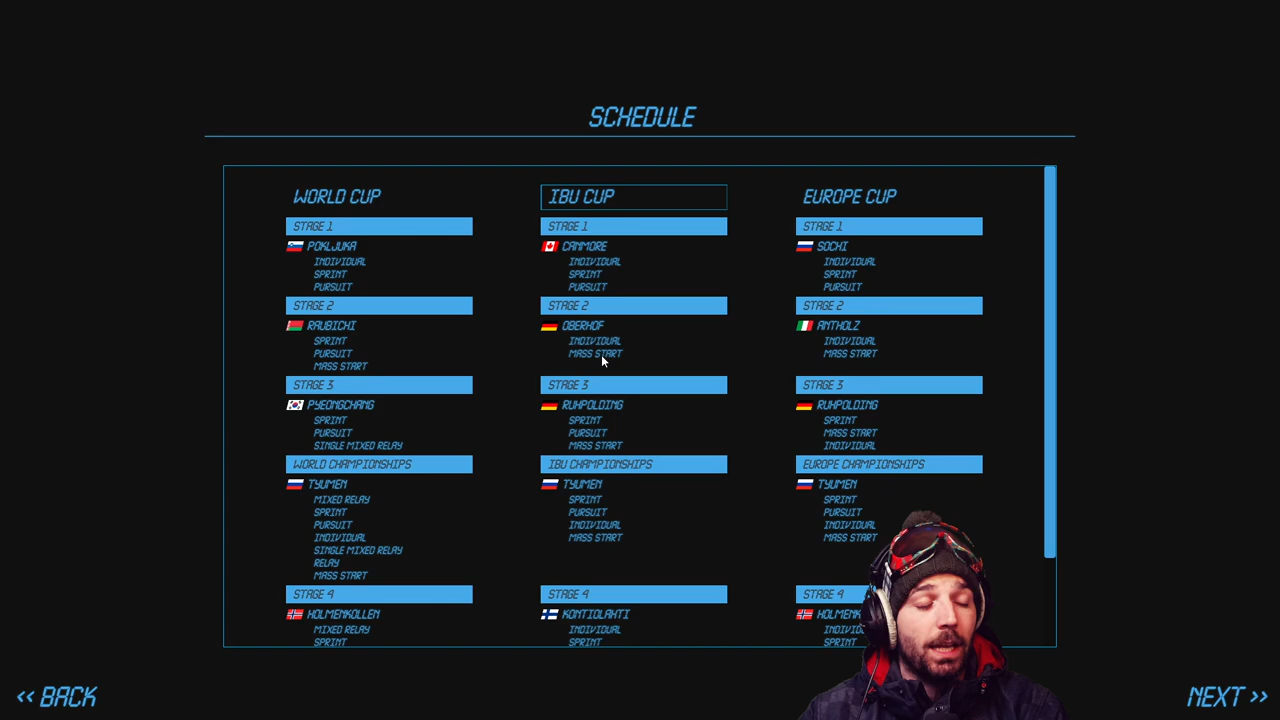 SCHEDULE
WORLD CUP
STAGE 1
POKLJUKA
INDIVIDUAL
SPRINT
PURSUIT
STAGE 2
RAUBICHI
SPRINT
PURSUIT
MASS START
STAGE 3
PYEONGCHANG
SPRINT
PURSUIT
SINGLE MIXED RELAY
WORLD CHAMPIONSHIPS
TYUMEN
MIXED RELAY
SPRINT
PURSUIT
INDIVIDUAL
SINGLE MIXED RELAY
RELAY
MASS START
STAGE 4
HOLMENKOLLEN
MIXED RELAY
SPRINT
IBU CUP
STAGE 1
CANMORE
INDIVIDUAL
SPRINT
PURSUIT
STAGE 2
OBERHOF
INDIVIDUAL
MASS START
STAGE 3
RUHPOLDING
SPRINT
PURSUIT
MASS START
IBU CHAMPIONSHIPS
TYUMEN
SPRINT
PURSUIT
INDIVIDUAL
MASS START
STAGE 4
KONTIOLAHTI
INDIVIDUAL
SPRINT
EUROPE CUP
STAGE 1
SOCHI
INDIVIDUAL
SPRINT
PURSUIT
STAGE 2
ANTHOLZ
INDIVIDUAL
MASS START
STAGE 3
RUHPOLDING
SPRINT
MASS START
INDIVIDUAL
EUROPE CHAMPIONSHIPS
TYUMEN
SPRINT
PURSUIT
INDIVIDUAL
MASS START
STAGE 4
<< BACK
NEXT >>